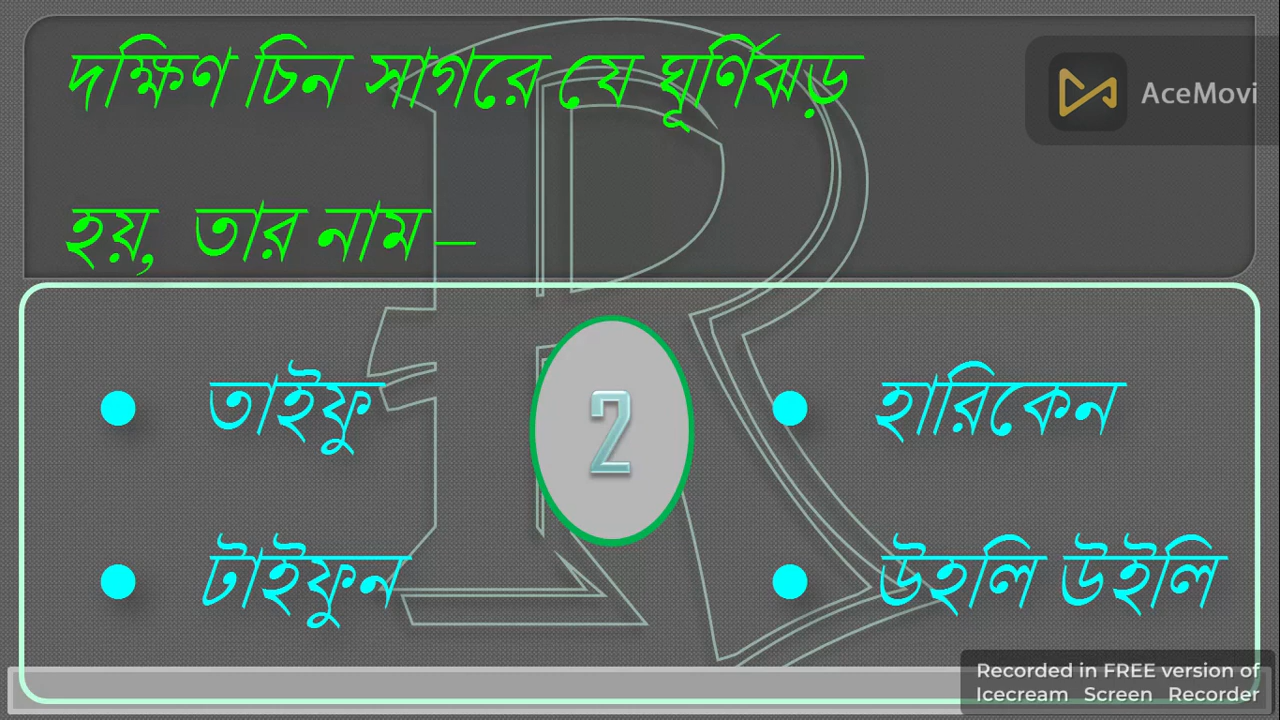 দক্ষিণ চিন সাগরে যে ঘূর্ণিঝড়
হয়, তার নাম –
AceMovi
তাইফু
হারিকেন
2
টাইফুন
উইলি উইলি
Recorded in FREE version of
Icecream Screen Recorder